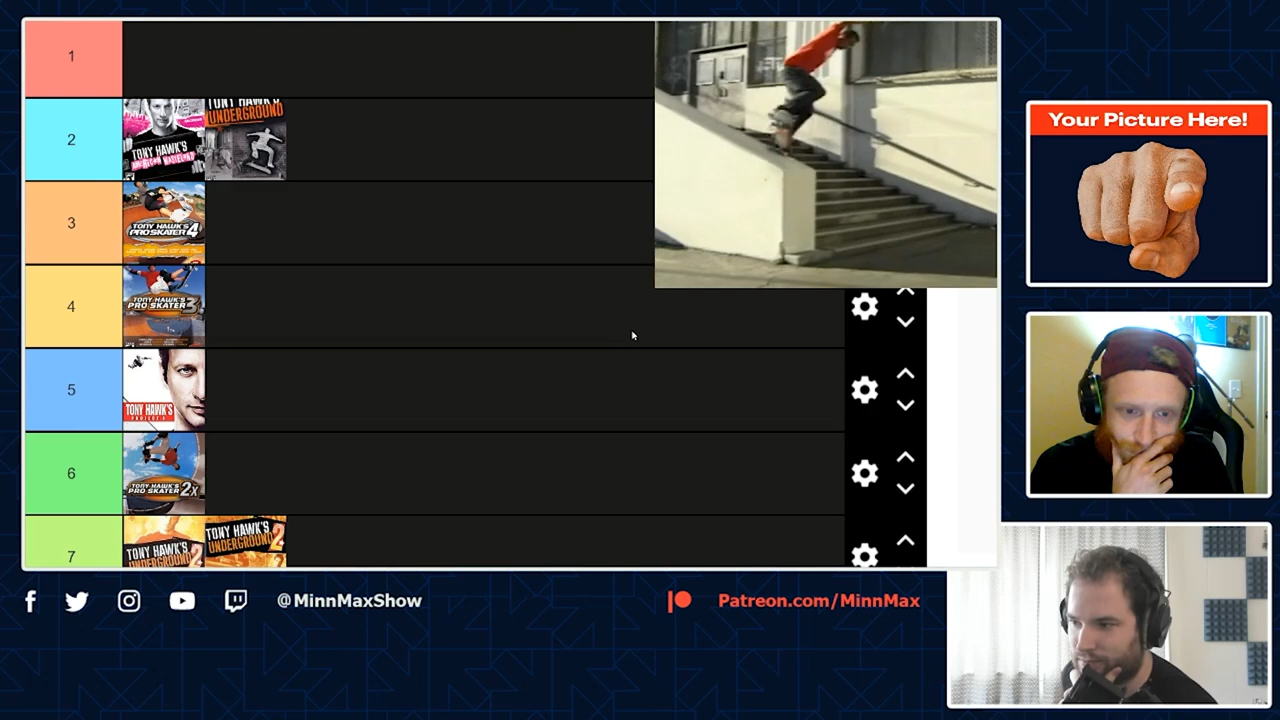 1
2
TONY HAWK'S
AMERICAN WASTELAND
TONY HAWK'S
UNDERGROUND
3
TONY HAWK'S
PRO SKATER 4
4
TONY HAWK'S
PRO SKATER 3
5
TONY HAWK'S
PROJECT 8
6
TONY HAWK'S
PRO SKATER 2x
7
TONY HAWK'S
UNDERGROUND 2
TONY HAWK'S
UNDERGROUND 2
Your Picture Here!
@MinnMaxShow
Patreon.com/MinnMax